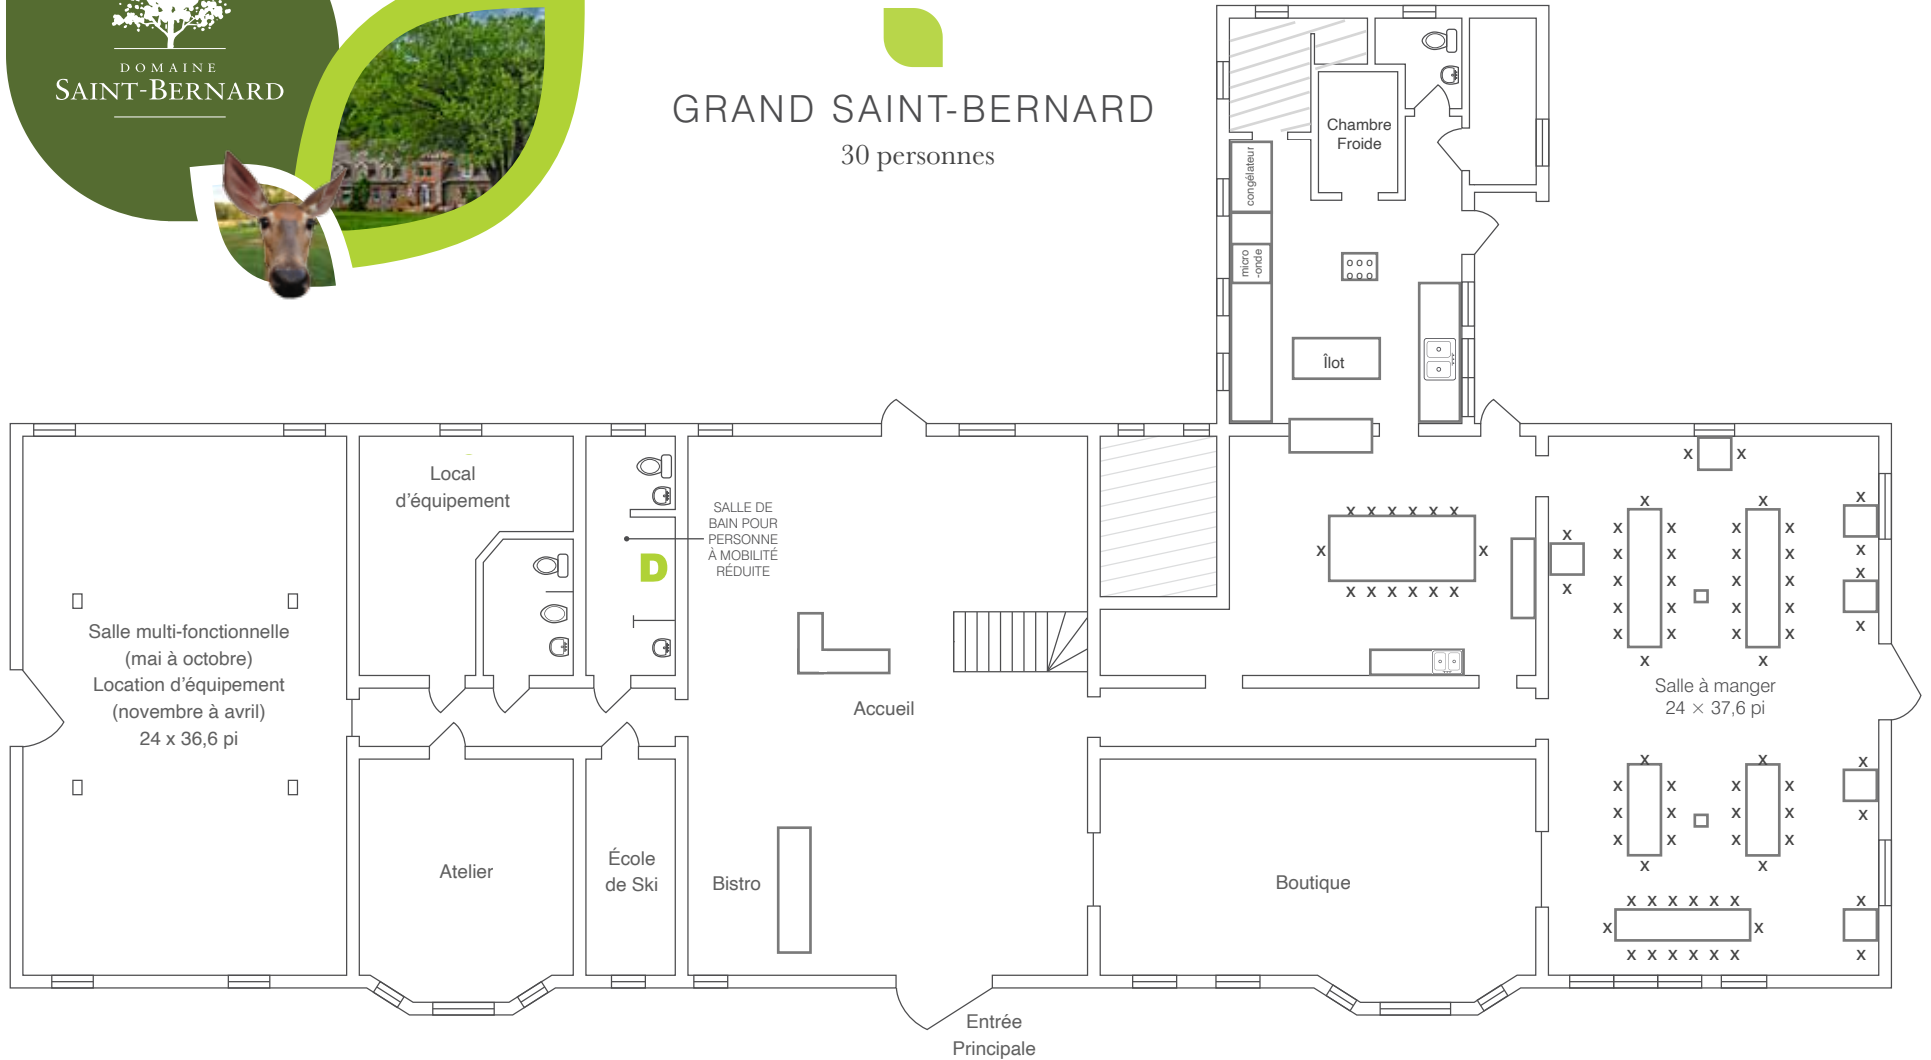 DOMAINE
SAINT-BERNARD
GRAND SAINT-BERNARD
30 personnes
Chambre
Froide
congélateur
micro
-onde
Îlot
Local
d'équipement
SALLE DE
BAIN POUR
PERSONNE
À MOBILITÉ
RÉDUITE
D
Salle multi-fonctionnelle
(mai à octobre)
Location d'équipement
(novembre à avril)
24 x 36,6 pi
Accueil
Salle à manger
24 × 37,6 pi
Atelier
École
de Ski
Bistro
Boutique
Entrée
Principale